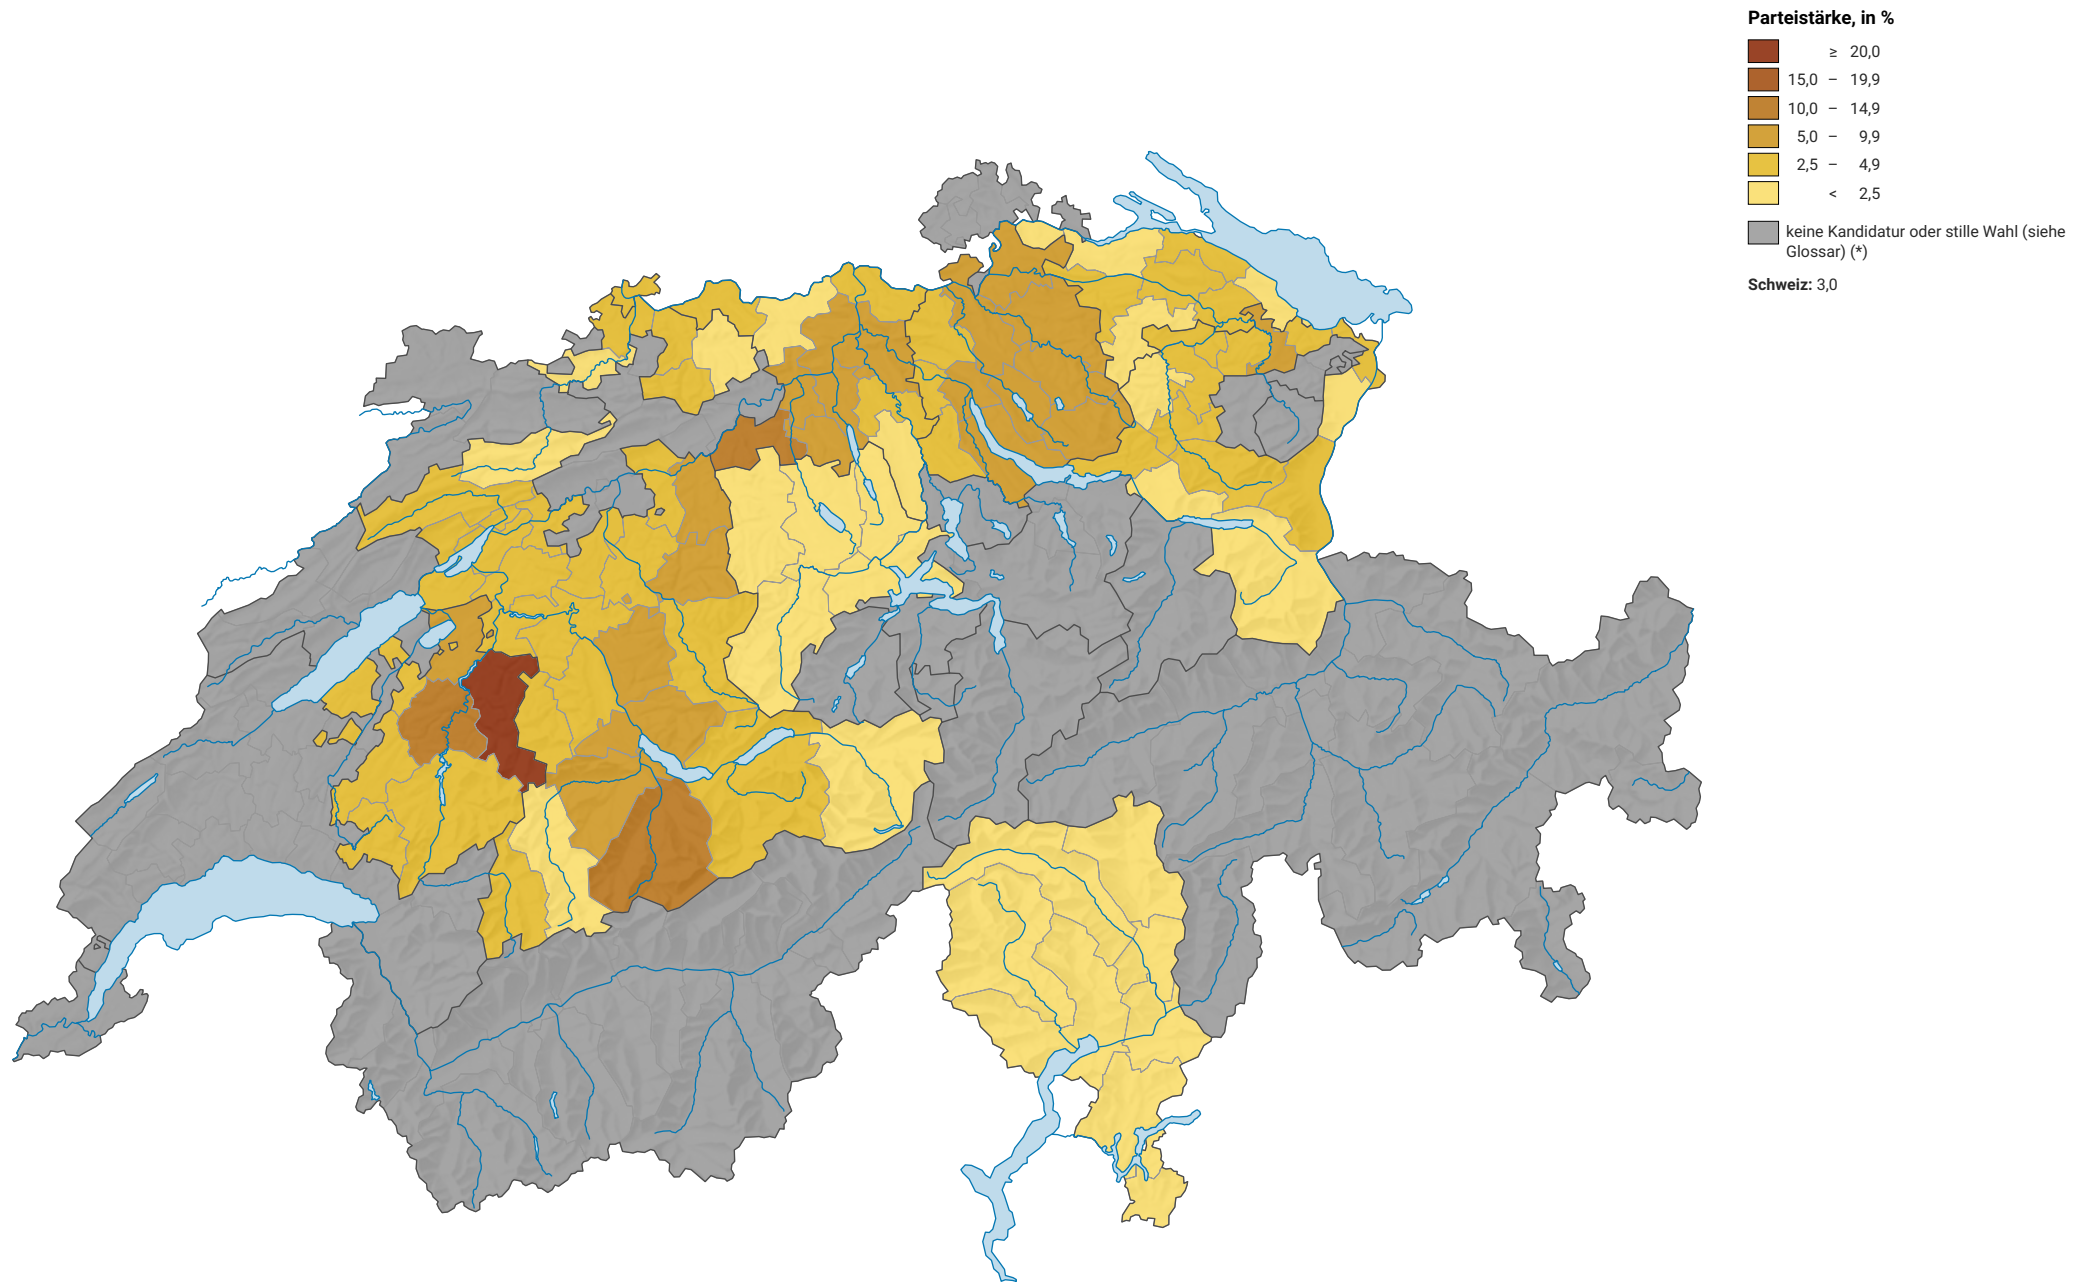 Parteistärke, in %
≥ 20,0
15,0 – 19,9
10,0 – 14,9
5,0 – 9,9
2,5 – 4,9
< 2,5
keine Kandidatur oder stille Wahl (siehe
Glossar) (*)
Schweiz: 3,0